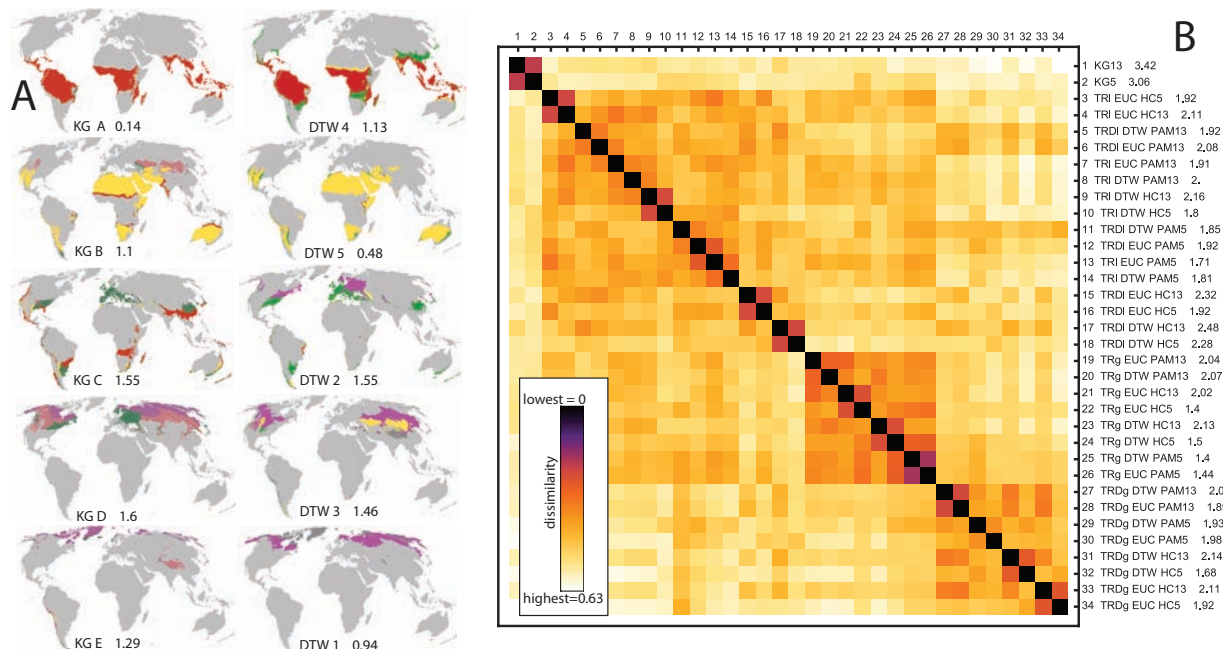 A
KG A 0.14
DTW 4 1.13
KG B 1.1
DTW 5 0.48
KG C 1.55
DTW 2 1.55
KG D 1.6
DTW 3 1.46
KG E 1.29
DTW 1 0.94
B
1 2 3 4 5 6 7 8 9 10 11 12 13 14 15 16 17 18 19 20 21 22 23 24 25 26 27 28 29 30 31 32 33 34
1 KG13 3,42
2 KG5 3.06
3 TRI EUC HC5 1.92
4 TRI EUC HC13 2.11
5 TRDI DTW PAM13 1.92
6 TRDI EUC PAM13 2.08
7 TRI EUC PAM13 1.91
8 TRI DTW PAM13 2.
9 TRI DTW HC13 2.16
10 TRI DTW HC5 1.8
11 TRDI DTW PAM5 1.85
12 TRDI EUC PAM5 1.92
13 TRI EUC PAM5 1.71
14 TRI DTW PAM5 1.81
15 TRDI EUC HC13 2.32
16 TRDI EUC HC5 1.92
17 TRDI DTW HC13 2.48
18 TRDI DTW HC5 2.28
19 TRg EUC PAM13 2.04
20 TRg DTW PAM13 2.07
21 TRg EUC HC13 2.02
22 TRg EUC HC5 1.4
23 TRg DTW HC13 2.13
24 TRg DTW HC5 1.5
25 TRg DTW PAM5 1.4
26 TRg EUC PAM5 1.44
27 TRDg DTW PAM13 2.0
28 TRDg EUC PAM13 1.8
29 TRDg DTW PAM5 1.93
30 TRDg EUC PAM5 1.98
31 TRDg DTW HC13 2.14
32 TRDg DTW HC5 1.68
33 TRDg EUC HC13 2.11
34 TRDg EUC HC5 1.92
lowest = 0
dissimilarity
highest=0.63